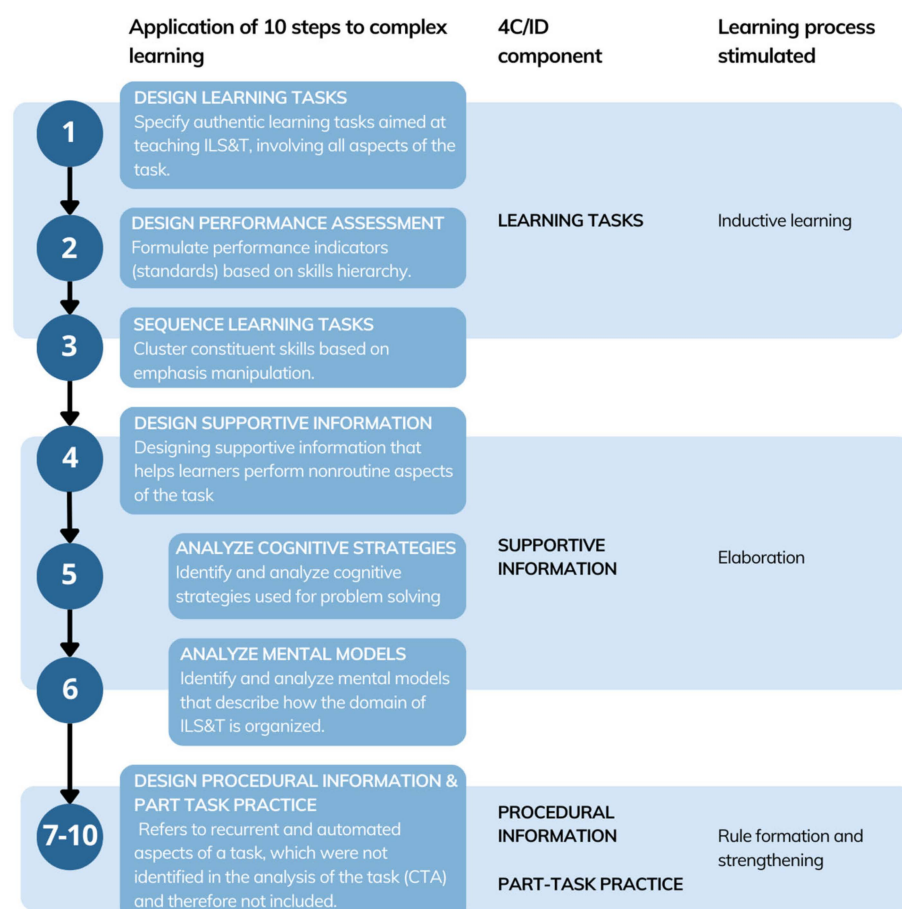 Application of 10 steps to complex
learning
4C/ID
component
Learning process
stimulated
1
DESIGN LEARNING TASKS
Specify authentic learning tasks aimed at
teaching ILS&T, involving all aspects of the
task.
2
DESIGN PERFORMANCE ASSESSMENT
Formulate performance indicators
(standards) based on skills hierarchy.
LEARNING TASKS
Inductive learning
3
SEQUENCE LEARNING TASKS
Cluster constituent skills based on
emphasis manipulation.
4
DESIGN SUPPORTIVE INFORMATION
Designing supportive information that
helps learners perform nonroutine aspects
of the task
5
ANALYZE COGNITIVE STRATEGIES
Identify and analyze cognitive
strategies used for problem solving
SUPPORTIVE
INFORMATION
Elaboration
6
ANALYZE MENTAL MODELS
Identify and analyze mental models
that describe how the domain of
ILS&T is organized.
7-10
DESIGN PROCEDURAL INFORMATION &
PART TASK PRACTICE
Refers to recurrent and automated
aspects of a task, which were not
identified in the analysis of the task (CTA)
and therefore not included.
PROCEDURAL
INFORMATION
PART-TASK PRACTICE
Rule formation and
strengthening